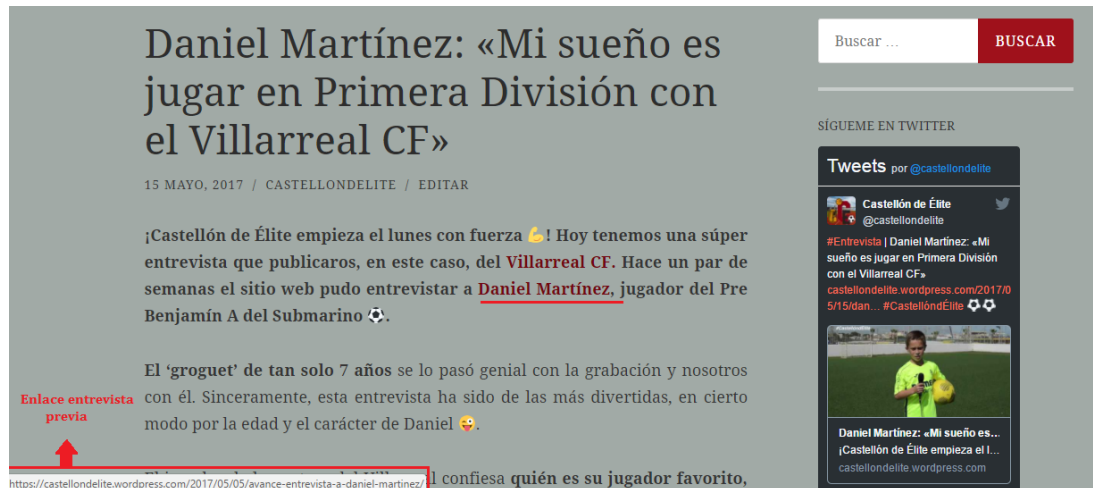 Daniel Martínez: «Mi sueño es
jugar en Primera División con
el Villarreal CF»
15 MAYO, 2017 / CASTELLONDELITE / EDITAR
¡Castellón de Élite empieza el lunes con fuerza 💪! Hoy tenemos una súper
entrevista que publicaros, en este caso, del Villarreal CF. Hace un par de
semanas el sitio web pudo entrevistar a Daniel Martínez, jugador del Pre
Benjamín A del Submarino ⚽.
El ‘groguet’ de tan solo 7 años se lo pasó genial con la grabación y nosotros
con él. Sinceramente, esta entrevista ha sido de las más divertidas, en cierto
modo por la edad y el carácter de Daniel 😜.
l confiesa quién es su jugador favorito,
Enlace entrevista
previa
https://castellondelite.wordpress.com/2017/05/05/avance-entrevista-a-daniel-martinez/
Buscar ...
BUSCAR
SÍGUEME EN TWITTER
Tweets por @castellondelite
Castellón de Élite
@castellondelite
#Entrevista | Daniel Martínez: «Mi
sueño es jugar en Primera División
con el Villarreal CF»
castellondelite.wordpress.com/2017/0
5/15/dan… #CastellóndÉlite ⚽⚽
Daniel Martínez: «Mi sueño es...
¡Castellón de Élite empieza el l...
castellondelite.wordpress.com